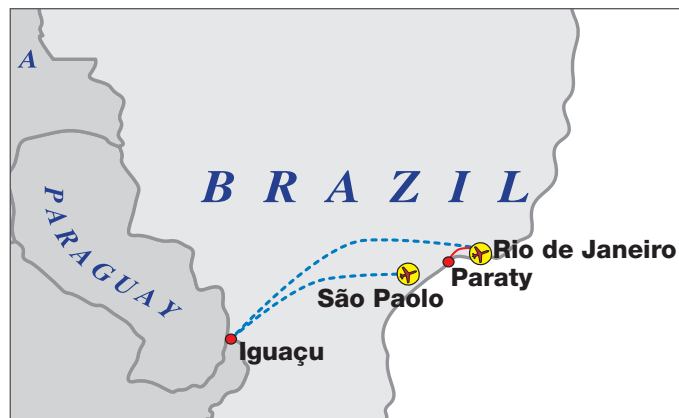 A
BRAZIL
PARAGUAY
Rio de Janeiro
Paraty
São Paolo
Iguaçu